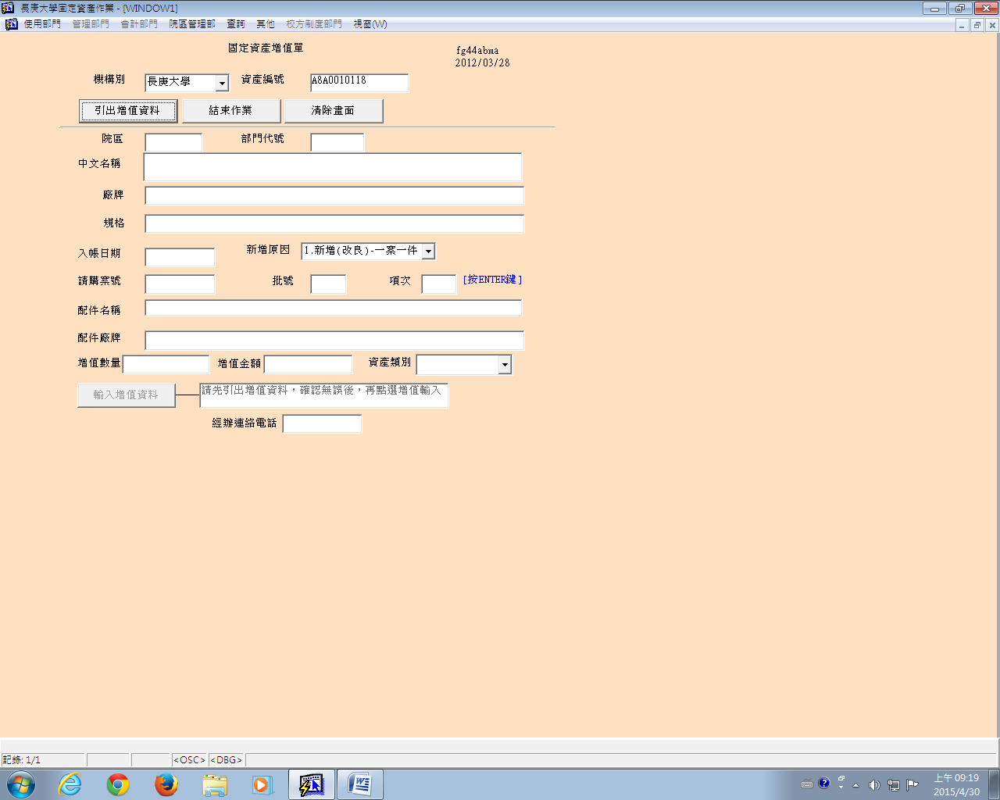 長庚大學固定資產作業 - [WINDOW1]
使用部門 管理部門 會計部門 院區管理部 查詢 其他 校方制度部門 視窗(W)
固定資產增值單 fg44abma
2012/03/28
機構別 長庚大學 資產編號 A8A0010118
引出增值資料 結束作業 清除畫面
院區 部門代號
中文名稱
廠牌
規格
入帳日期 新增原因 1.新增(改良)-一案一件
請購案號 批號 項次 [按ENTER鍵]
配件名稱
配件廠牌
增值數量 增值金額 資產類別
輸入增值資料 請先引出增值資料，確認無誤後，再點選增值輸入
經辦連絡電話
記錄: 1/1 <OSC> <DBG>
上午 09:19
2015/4/30